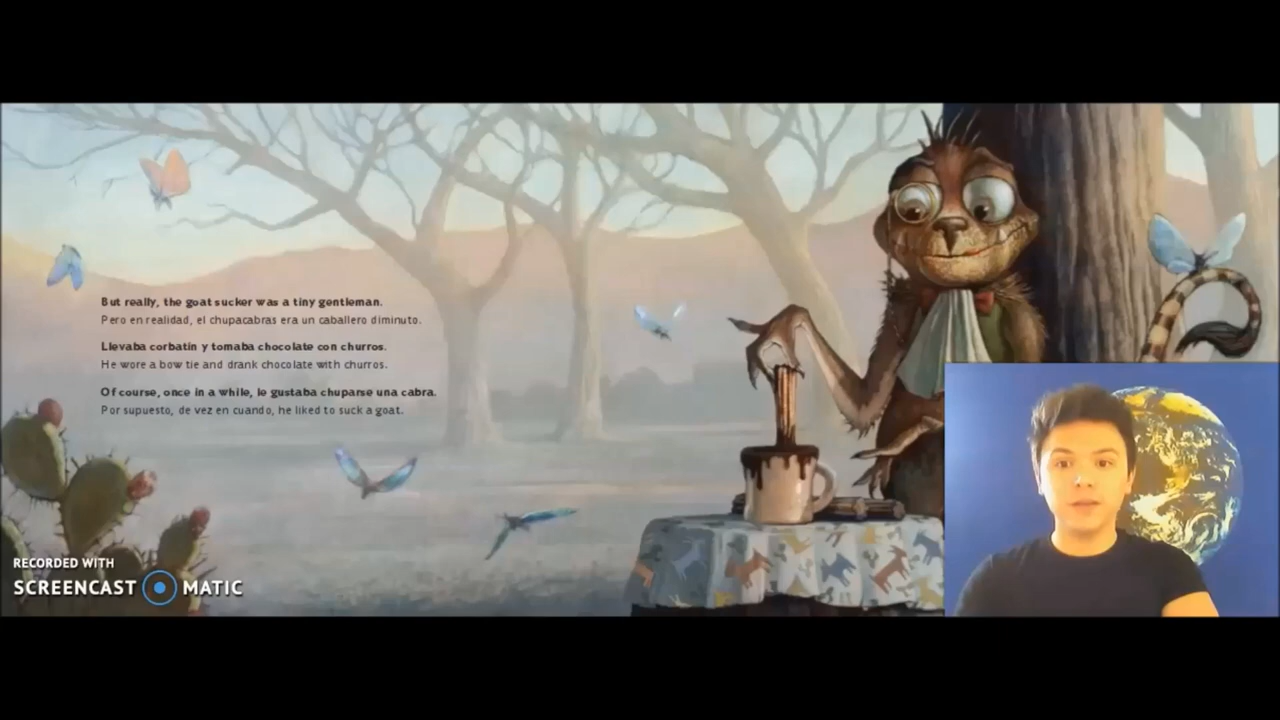 But really, the goat sucker was a tiny gentleman.
Pero en realidad, el chupacabras era un caballero diminuto.
Llevaba corbatín y tomaba chocolate con churros.
He wore a bow tie and drank chocolate with churros.
Of course, once in a while, le gustaba chuparse una cabra.
Por supuesto, de vez en cuando, he liked to suck a goat.
RECORDED WITH
SCREENCAST MATIC